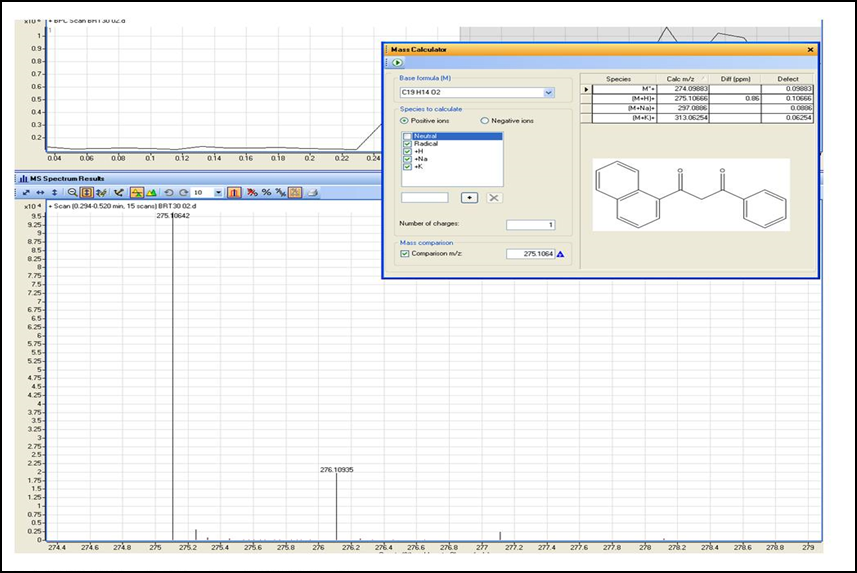 x10 4 + BPC Scan BRT30 02.d
1
1
0.9
0.8
0.7
0.6
0.5
0.4
0.3
0.2
0.04 0.06 0.08 0.1 0.12 0.14 0.16 0.18 0.2 0.22 0.24
Mass Calculator
Base formula (M)
C19 H14 O2
Species to calculate
Positive ions Negative ions
Neutral
Radical
+H
+Na
+K
Number of charges: 1
Mass comparison
Comparison m/z: 275.1064
Species Calc m/z Diff (ppm) Defect
M*+ 274.09883 0.09883
(M+H)+ 275.10666 0.86 0.10666
(M+Na)+ 297.0886 0.0886
(M+K)+ 313.06254 0.06254
O O
MS Spectrum Results
10
x10 4 + Scan (0.294-0.520 min, 15 scans) BRT30 02.d
275.10642
9.5
9.25
9
8.75
8.5
8.25
8
7.75
7.5
7.25
7
6.75
6.5
6.25
6
5.75
5.5
5.25
5
4.75
4.5
4.25
4
3.75
3.5
3.25
3
2.75
2.5
2.25
2
276.10935
1.75
1.5
1.25
1
0.75
0.5
0.25
0
274.4 274.6 274.8 275 275.2 275.4 275.6 275.8 276 276.2 276.4 276.6 276.8 277 277.2 277.4 277.6 277.8 278 278.2 278.4 278.6 278.8 279